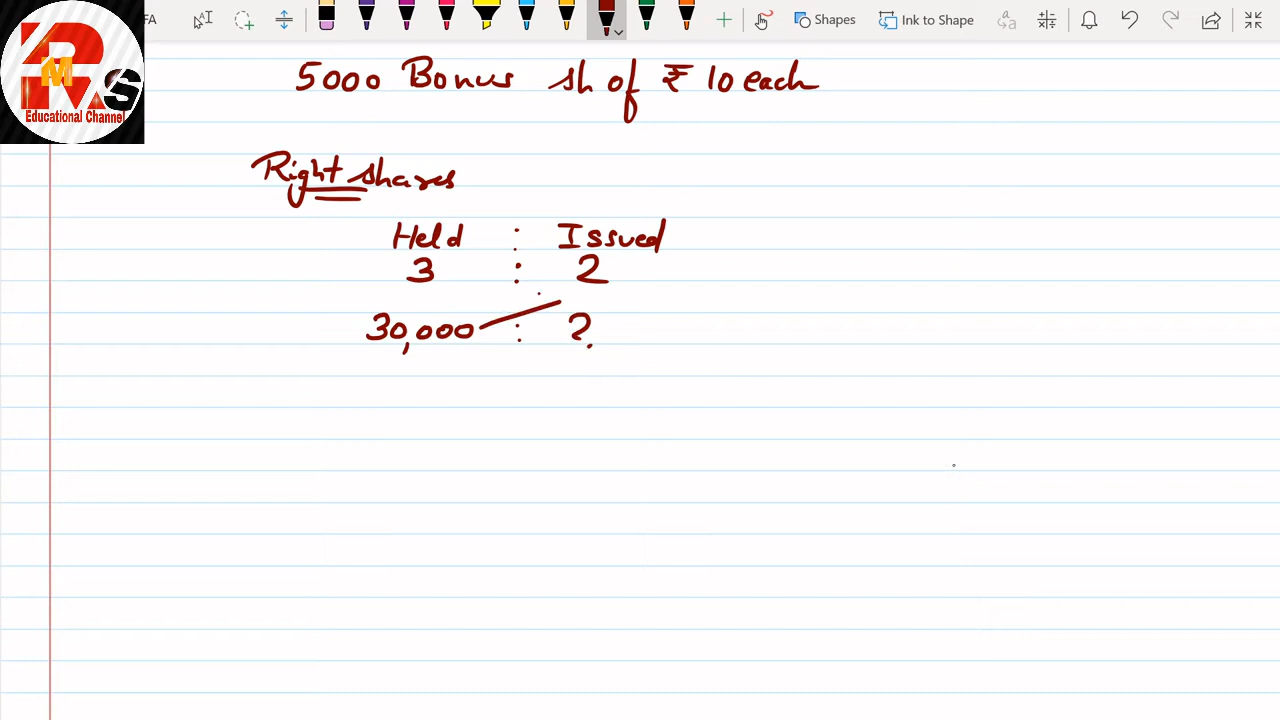 FA Shapes Ink to Shape
R M S
Educational Channel
5000 Bonus sh of ₹ 10 each
Right shares
Held : Issued
3 : 2
30,000 : ?